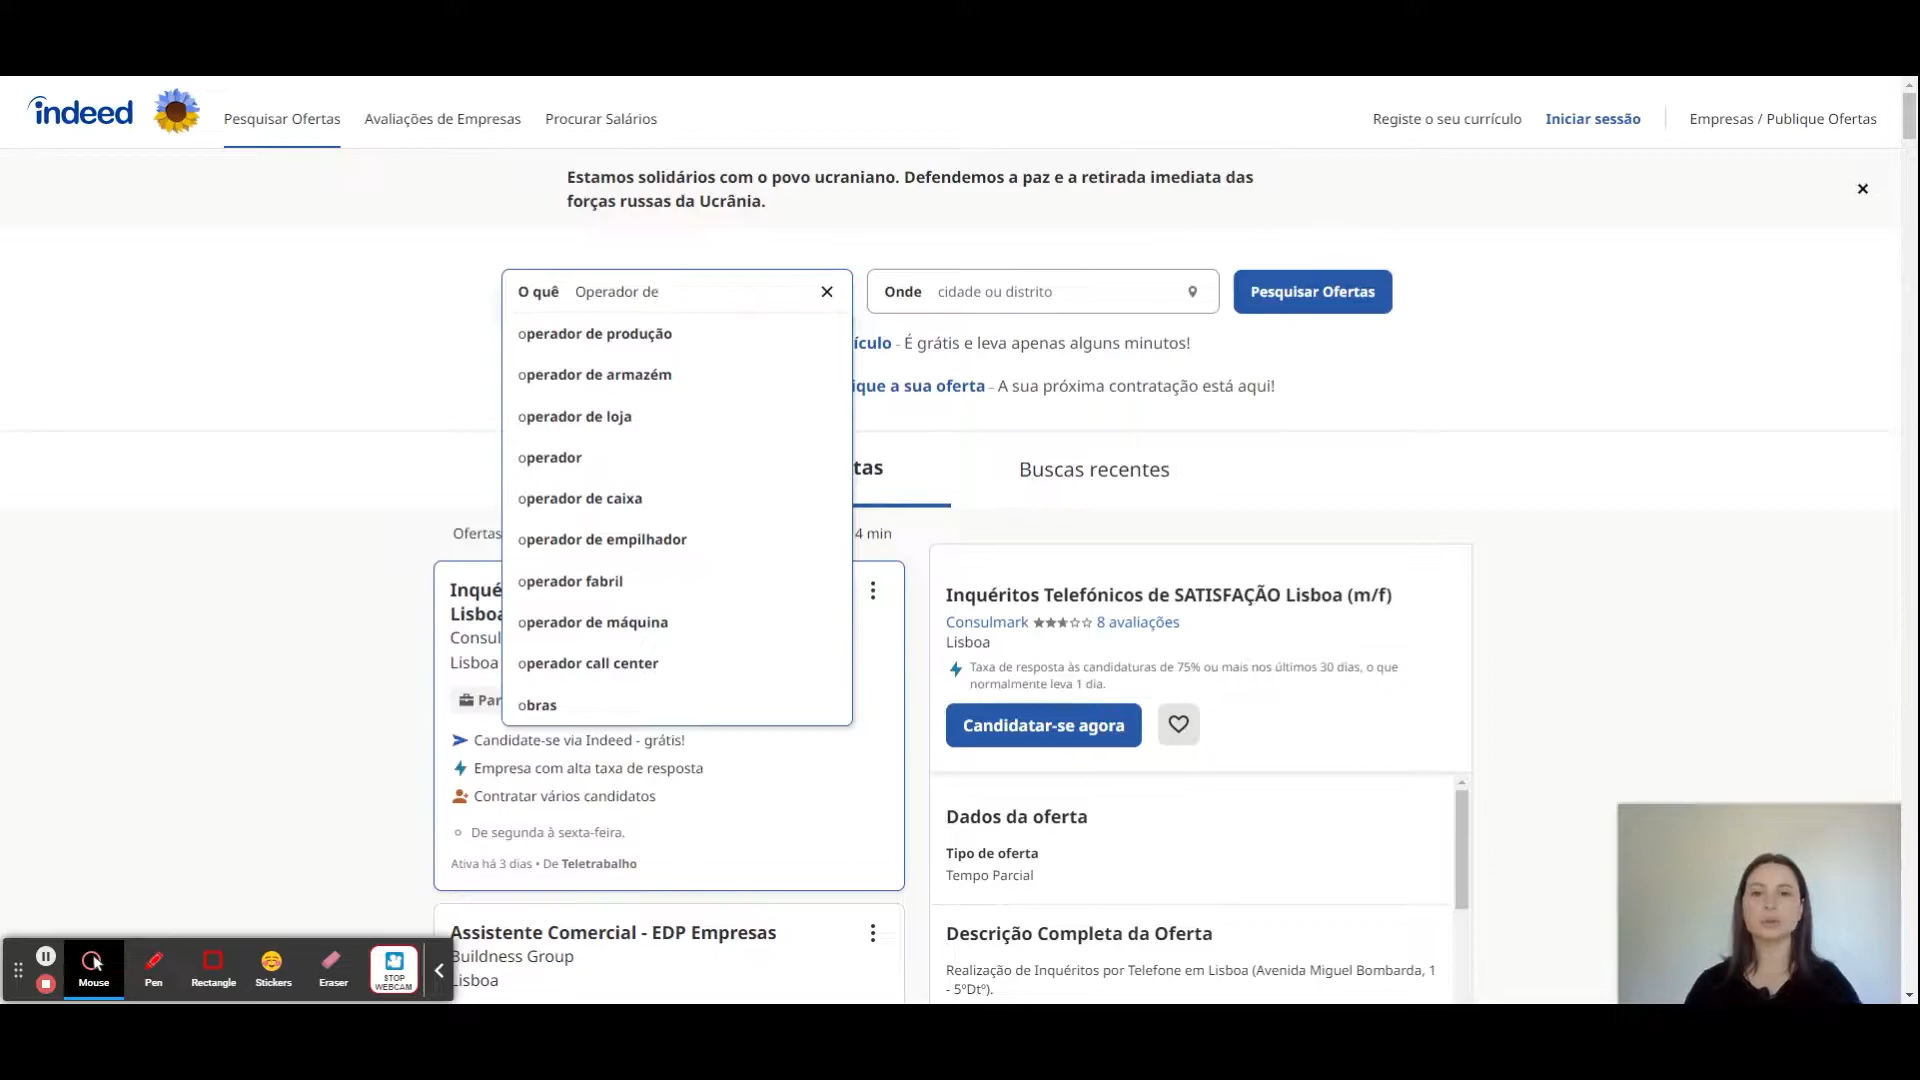 indeed
Pesquisar Ofertas
Avaliações de Empresas
Procurar Salários
Registe o seu currículo
Iniciar sessão
Empresas / Publique Ofertas
Estamos solidários com o povo ucraniano. Defendemos a paz e a retirada imediata das
forças russas da Ucrânia.
O quê Operador de
Onde cidade ou distrito
Pesquisar Ofertas
operador de produção
operador de armazém
operador de loja
operador
operador de caixa
operador de empilhador
operador fabril
operador de máquina
operador call center
obras
ículo - É grátis e leva apenas alguns minutos!
ique a sua oferta - A sua próxima contratação está aqui!
tas
Buscas recentes
Ofertas
4 min
Inqué
Lisboa
Consul
Lisboa
Par
Candidate-se via Indeed - grátis!
Empresa com alta taxa de resposta
Contratar vários candidatos
De segunda à sexta-feira.
Ativa há 3 dias • De Teletrabalho
Assistente Comercial - EDP Empresas
Buildness Group
Lisboa
Inquéritos Telefónicos de SATISFAÇÃO Lisboa (m/f)
Consulmark 8 avaliações
Lisboa
Taxa de resposta às candidaturas de 75% ou mais nos últimos 30 dias, o que
normalmente leva 1 dia.
Candidatar-se agora
Dados da oferta
Tipo de oferta
Tempo Parcial
Descrição Completa da Oferta
Realização de Inquéritos por Telefone em Lisboa (Avenida Miguel Bombarda, 1
- 5ºDtº).
Mouse
Pen
Rectangle
Stickers
Eraser
STOP
WEBCAM